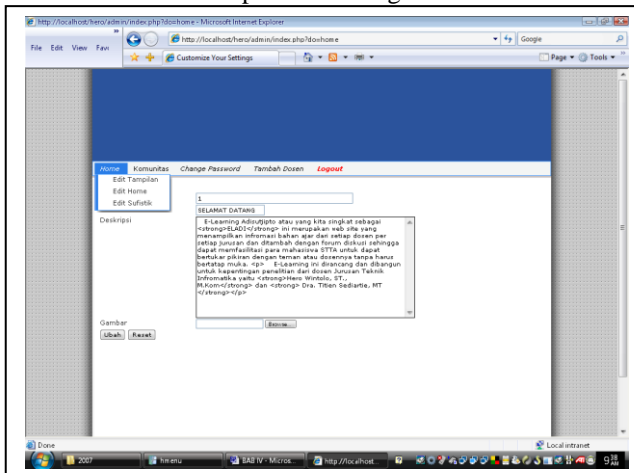 http://localhost/hero/admin/index.php?do=home - Microsoft Internet Explorer
http://localhost/hero/admin/index.php?do=home
Google
File Edit View Favi
Customize Your Settings
Page Tools
Home Komunitas Change Password Tambah Dosen Logout
Edit Tampilan
Edit Home
Edit Sufistik
1
SELAMAT DATANG
Deskripsi
E-Learning Adisutjipto atau yang kita singkat sebagai
<strong>ELADI</strong> ini merupakan web site yang
menampilkan infromasi bahan ajar dari setiap dosen per
setiap jurusan dan ditambah dengan forum diskusi sehingga
dapat memfasilitasi para mahasiswa STTA untuk dapat
bertukar pikiran dengan teman atau dosennya tanpa harus
bertatap muka. <p> E-Learning ini dirancang dan dibangun
untuk kepentingan penelitian dari dosen Jurusan Teknik
Infromatika yaitu <strong>Hero Wintolo, ST.,
M.Kom</strong> dan <strong> Dra. Titien Sediartie, MT
</strong></p>
Gambar
Browse...
Ubah Reset
Done
Local intranet
2007
hmenu
BAB IV - Micros...
http://localhost...